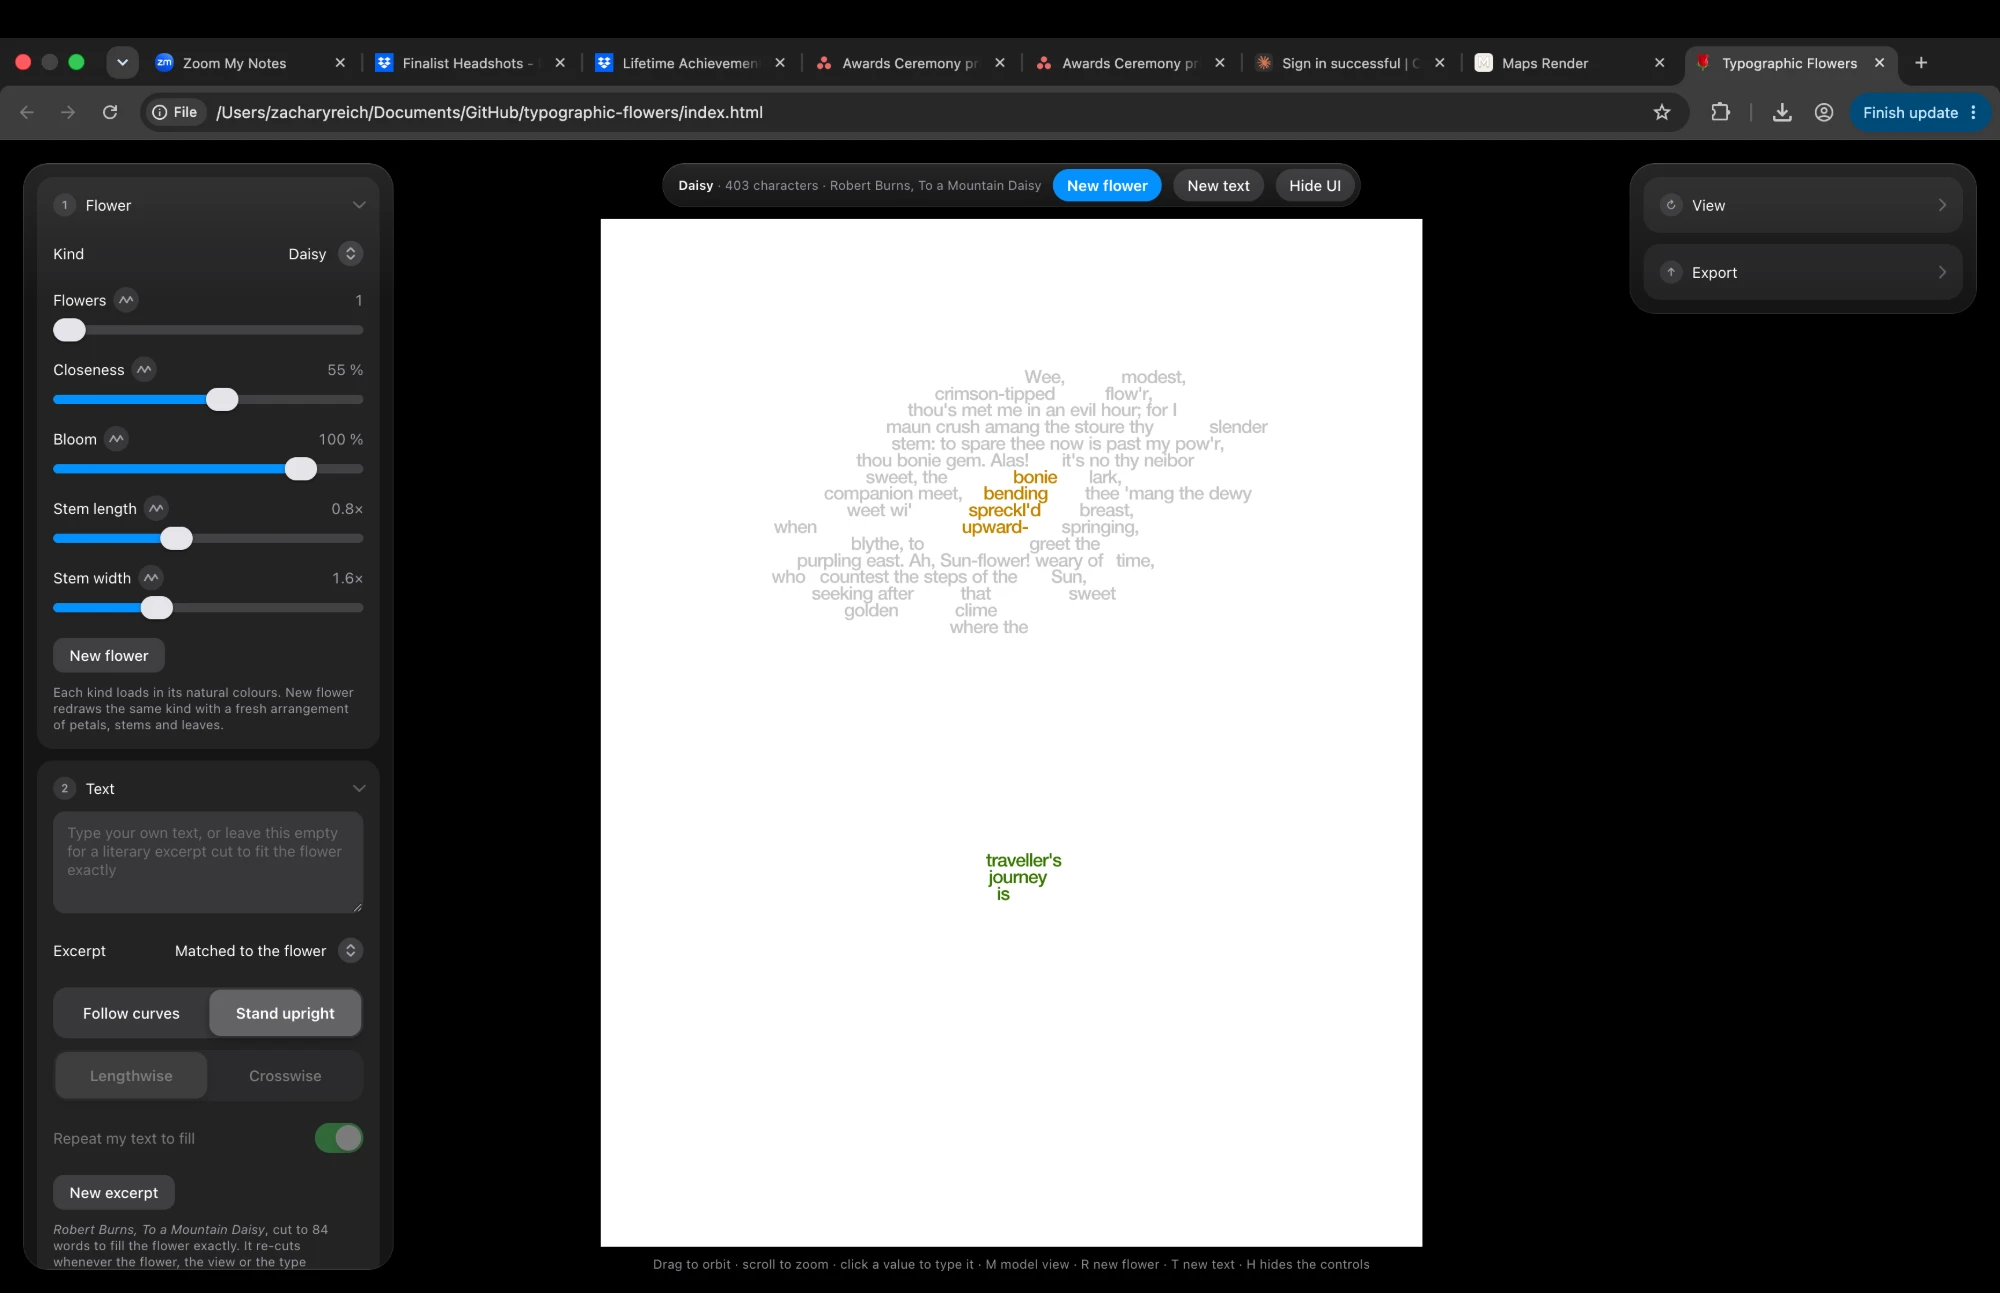 Zoom My Notes
Finalist Headshots -
Lifetime Achievemen
Awards Ceremony pr
Awards Ceremony pr
Sign in successful | C
Maps Render
Typographic Flowers
File
/Users/zacharyreich/Documents/GitHub/typographic-flowers/index.html
Finish update
1 Flower
Kind Daisy
Flowers 1
Closeness 55 %
Bloom 100 %
Stem length 0.8×
Stem width 1.6×
New flower
Each kind loads in its natural colours. New flower
redraws the same kind with a fresh arrangement
of petals, stems and leaves.
2 Text
Type your own text, or leave this empty
for a literary excerpt cut to fit the flower
exactly
Excerpt Matched to the flower
Follow curves Stand upright
Lengthwise Crosswise
Repeat my text to fill
New excerpt
Robert Burns, To a Mountain Daisy, cut to 84
words to fill the flower exactly. It re-cuts
whenever the flower, the view or the type
Daisy · 403 characters · Robert Burns, To a Mountain Daisy New flower New text Hide UI
Wee, modest,
crimson-tipped flow'r,
thou's met me in an evil hour; for I
maun crush amang the stoure thy slender
stem: to spare thee now is past my pow'r,
thou bonie gem. Alas! it's no thy neibor
sweet, the bonie lark,
companion meet, bending thee 'mang the dewy
weet wi' spreckl'd breast,
when upward- springing,
blythe, to greet the
purpling east. Ah, Sun-flower! weary of time,
who countest the steps of the Sun,
seeking after that sweet
golden clime
where the
traveller's
journey
is
Drag to orbit · scroll to zoom · click a value to type it · M model view · R new flower · T new text · H hides the controls
View
Export